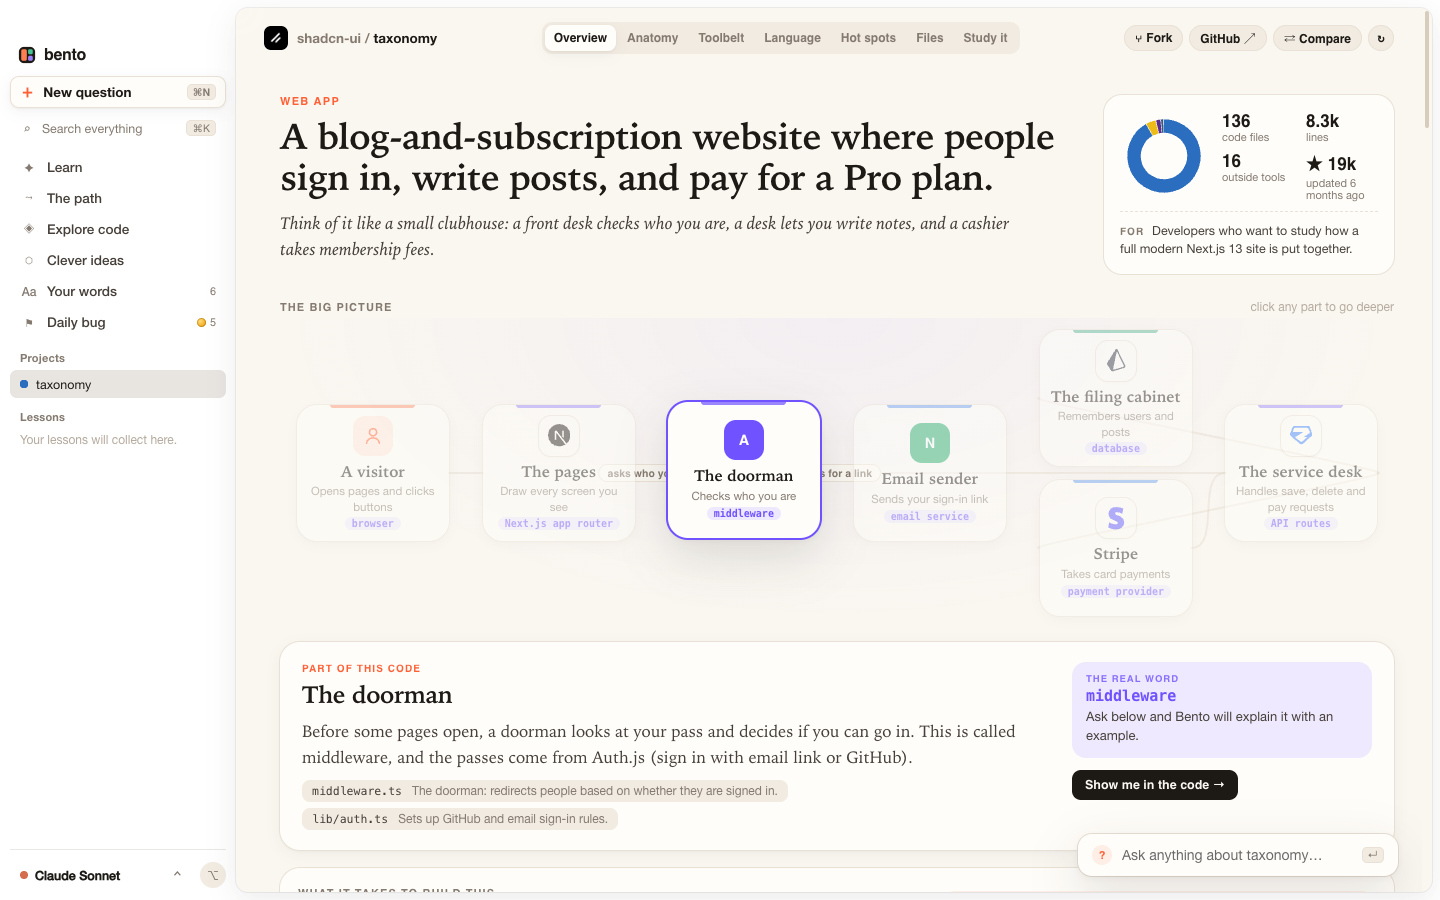 bento
New question ⌘N
Search everything ⌘K
Learn
The path
Explore code
Clever ideas
Aa Your words 6
Daily bug 5
Projects
taxonomy
Lessons
Your lessons will collect here.
Claude Sonnet
shadcn-ui / taxonomy
Overview Anatomy Toolbelt Language Hot spots Files Study it
Fork GitHub ↗ ⇄ Compare ↻
WEB APP
A blog-and-subscription website where people
sign in, write posts, and pay for a Pro plan.
Think of it like a small clubhouse: a front desk checks who you are, a desk lets you write notes, and a cashier
takes membership fees.
136
code files
8.3k
lines
16
outside tools
★ 19k
updated 6
months ago
FOR Developers who want to study how a
full modern Next.js 13 site is put together.
THE BIG PICTURE
click any part to go deeper
A visitor
Opens pages and clicks
buttons
browser
The pages
Draw every screen you
see
Next.js app router
asks who yo
A
The doorman
Checks who you are
middleware
s for a link
N
Email sender
Sends your sign-in link
email service
The filing cabinet
Remembers users and
posts
database
S
Stripe
Takes card payments
payment provider
The service desk
Handles save, delete and
pay requests
API routes
PART OF THIS CODE
The doorman
Before some pages open, a doorman looks at your pass and decides if you can go in. This is called
middleware, and the passes come from Auth.js (sign in with email link or GitHub).
middleware.ts The doorman: redirects people based on whether they are signed in.
lib/auth.ts Sets up GitHub and email sign-in rules.
THE REAL WORD
middleware
Ask below and Bento will explain it with an
example.
Show me in the code →
? Ask anything about taxonomy…
WHAT IT TAKES TO BUILD THIS